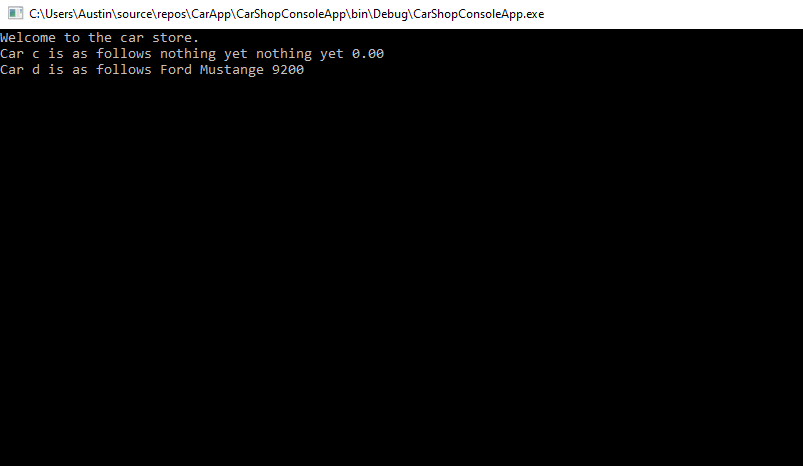 C:\Users\Austin\source\repos\CarApp\CarShopConsoleApp\bin\Debug\CarShopConsoleApp.exe
Welcome to the car store.
Car c is as follows nothing yet nothing yet 0.00
Car d is as follows Ford Mustange 9200